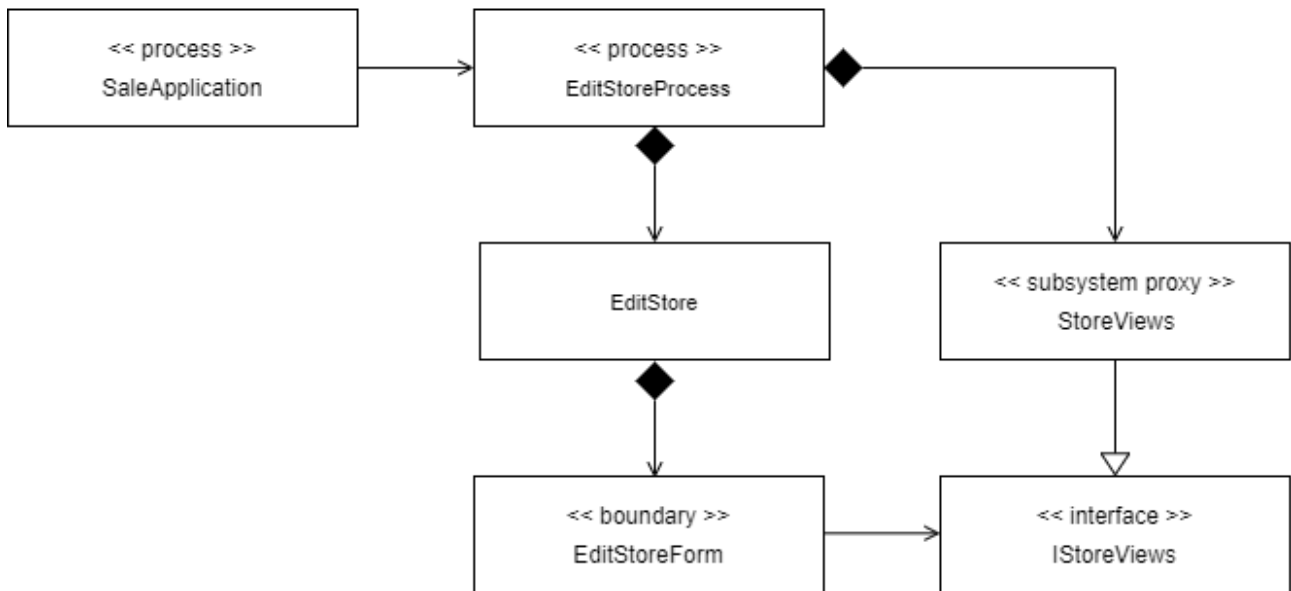 << process >>
SaleApplication
<< process >>
EditStoreProcess
EditStore
<< subsystem proxy >>
StoreViews
<< boundary >>
EditStoreForm
<< interface >>
IStoreViews